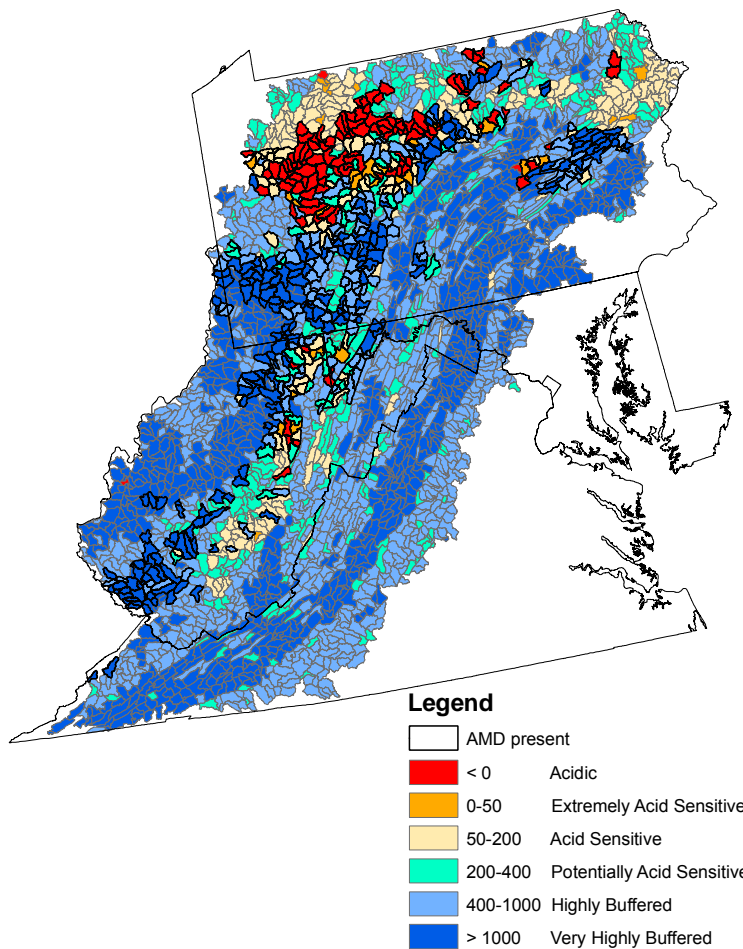 Legend
AMD present
< 0 Acidic
0-50 Extremely Acid Sensitive
50-200 Acid Sensitive
200-400 Potentially Acid Sensitive
400-1000 Highly Buffered
> 1000 Very Highly Buffered